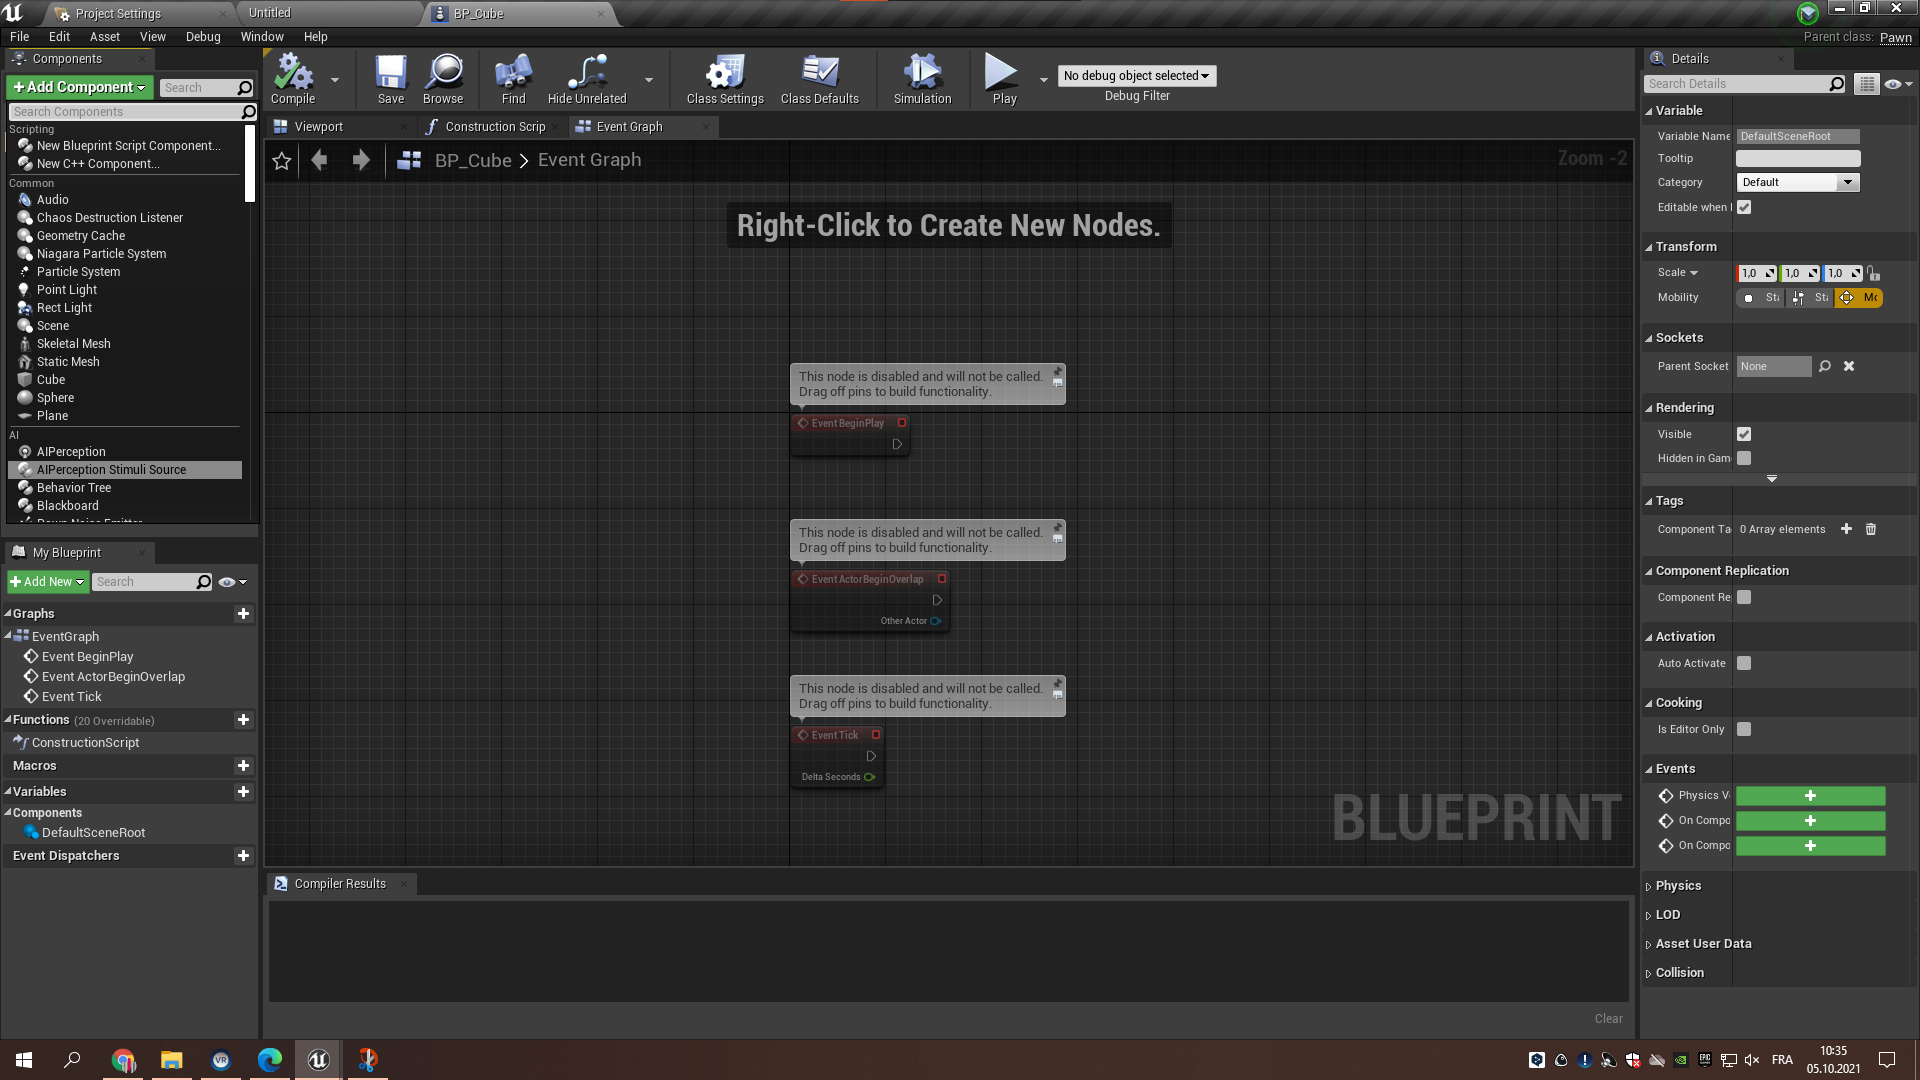 Project Settings
Untitled
BP_Cube
File Edit Asset View Debug Window Help
Parent class: Pawn
Components
+Add Component
Search
Search Components
Scripting
New Blueprint Script Component...
New C++ Component...
Common
Audio
Chaos Destruction Listener
Geometry Cache
Niagara Particle System
Particle System
Point Light
Rect Light
Scene
Skeletal Mesh
Static Mesh
Cube
Sphere
Plane
AI
AIPerception
AIPerception Stimuli Source
Behavior Tree
Blackboard
My Blueprint
+Add New
Search
Graphs
EventGraph
Event BeginPlay
Event ActorBeginOverlap
Event Tick
Functions (20 Overridable)
ConstructionScript
Macros
Variables
Components
DefaultSceneRoot
Event Dispatchers
Compile
Save
Browse
Find
Hide Unrelated
Class Settings
Class Defaults
Simulation
Play
No debug object selected
Debug Filter
Viewport
Construction Scrip
Event Graph
BP_Cube > Event Graph
Zoom -2
Right-Click to Create New Nodes.
This node is disabled and will not be called.
Drag off pins to build functionality.
Event BeginPlay
This node is disabled and will not be called.
Drag off pins to build functionality.
Event ActorBeginOverlap
Other Actor
This node is disabled and will not be called.
Drag off pins to build functionality.
Event Tick
Delta Seconds
BLUEPRINT
Compiler Results
Clear
Details
Search Details
Variable
Variable Name DefaultSceneRoot
Tooltip
Category Default
Editable when
Transform
Scale 1,0 1,0 1,0
Mobility Sta Sta Mo
Sockets
Parent Socket None
Rendering
Visible
Hidden in Gam
Tags
Component Ta 0 Array elements
Component Replication
Component Re
Activation
Auto Activate
Cooking
Is Editor Only
Events
Physics V
On Compo
On Compo
Physics
LOD
Asset User Data
Collision
FRA
10:35
05.10.2021